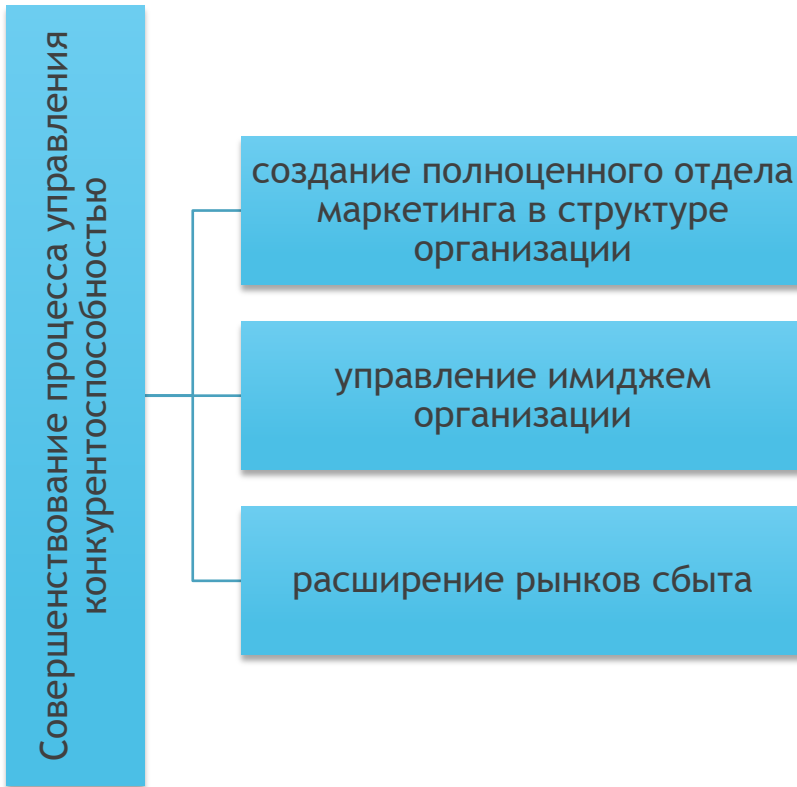 Совершенствование процесса управления
конкурентоспособностью
создание полноценного отдела
маркетинга в структуре
организации
управление имиджем
организации
расширение рынков сбыта